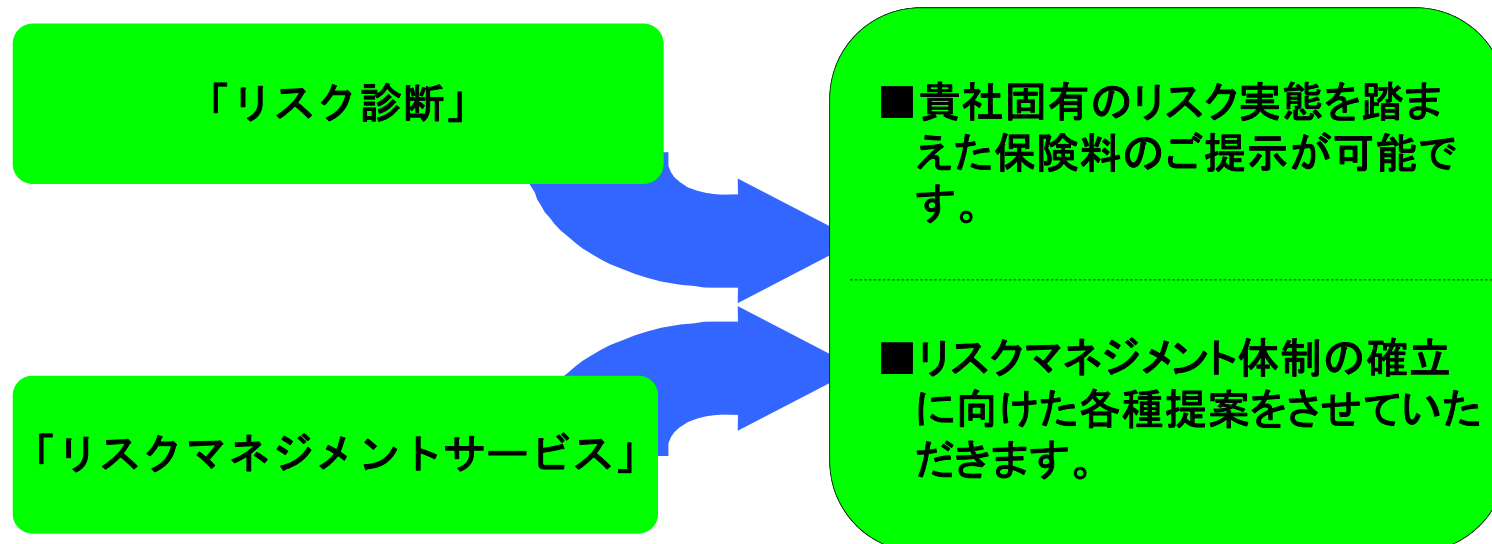 「リスク診断」
■貴社固有のリスク実態を踏ま
えた保険料のご提示が可能で
す。
「リスクマネジメントサービス」
■リスクマネジメント体制の確立
に向けた各種提案をさせていた
だきます。